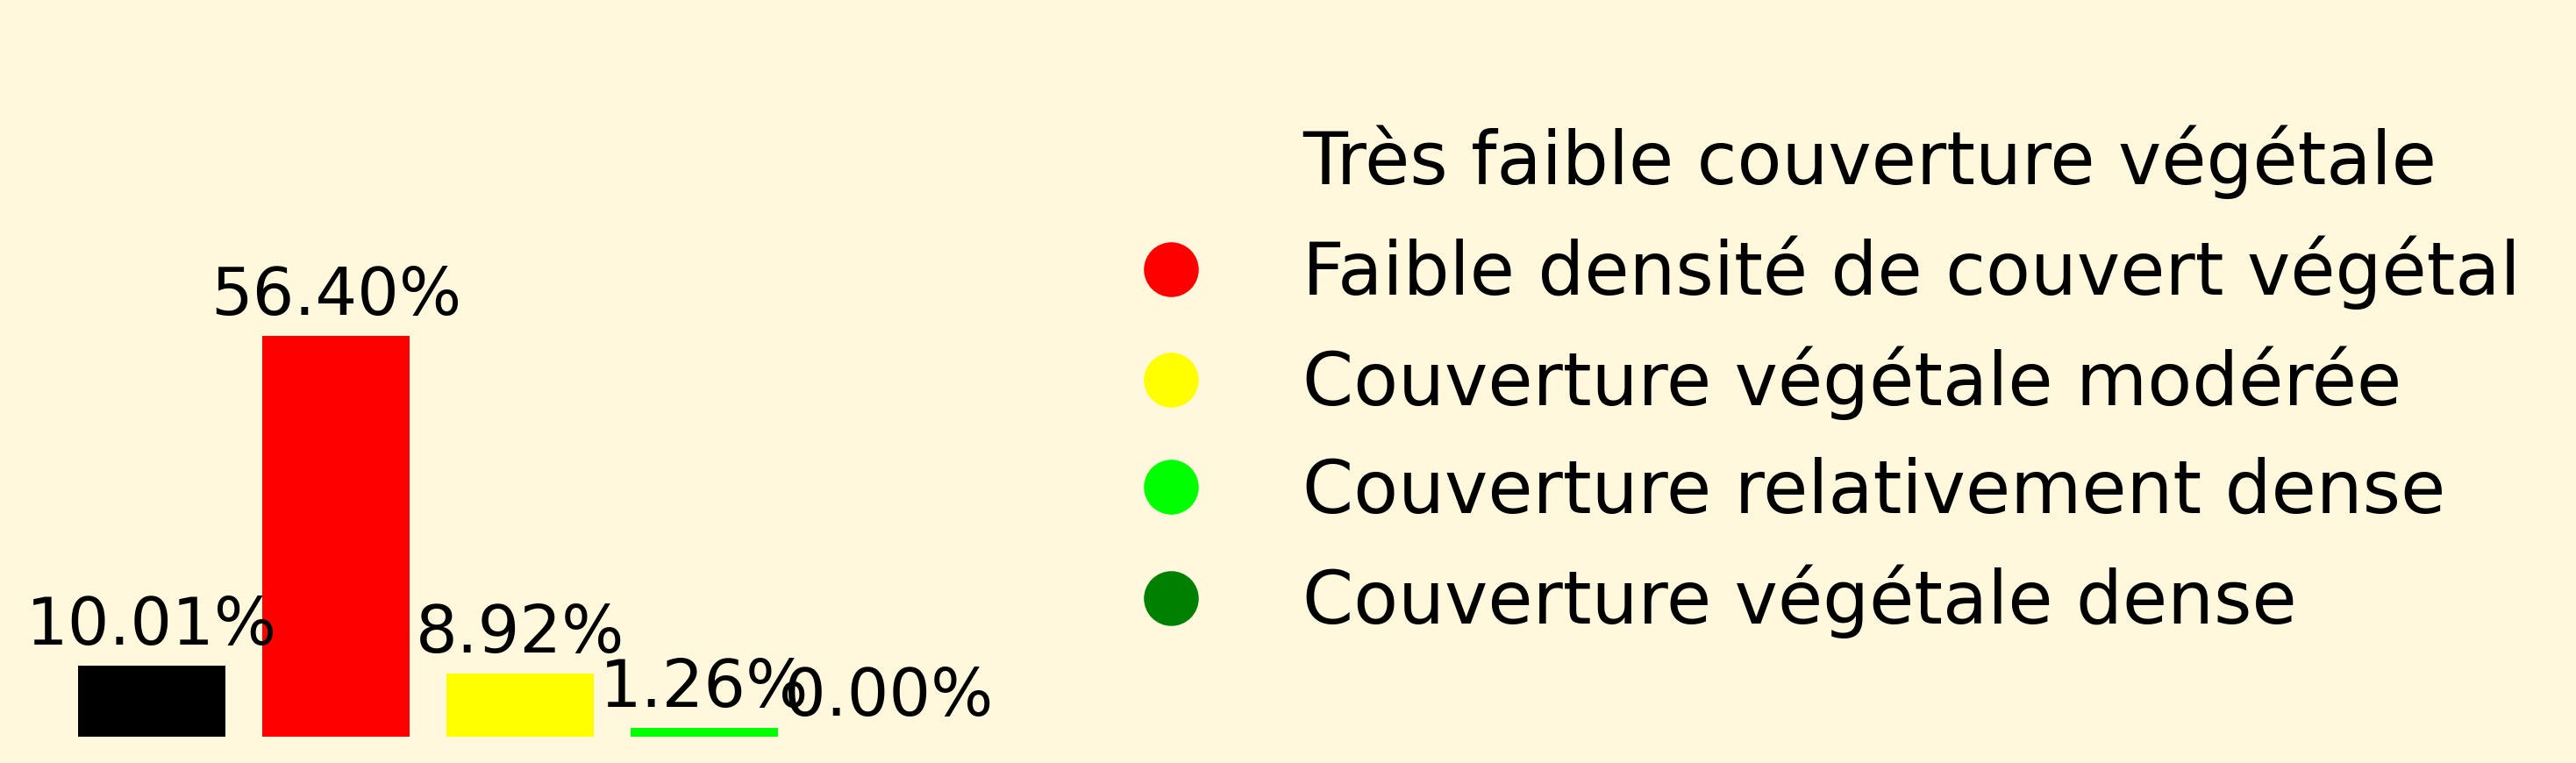 56.40%
10.01%
8.92%
1.26%
0.00%
Très faible couverture végétale
Faible densité de couvert végétal
Couverture végétale modérée
Couverture relativement dense
Couverture végétale dense